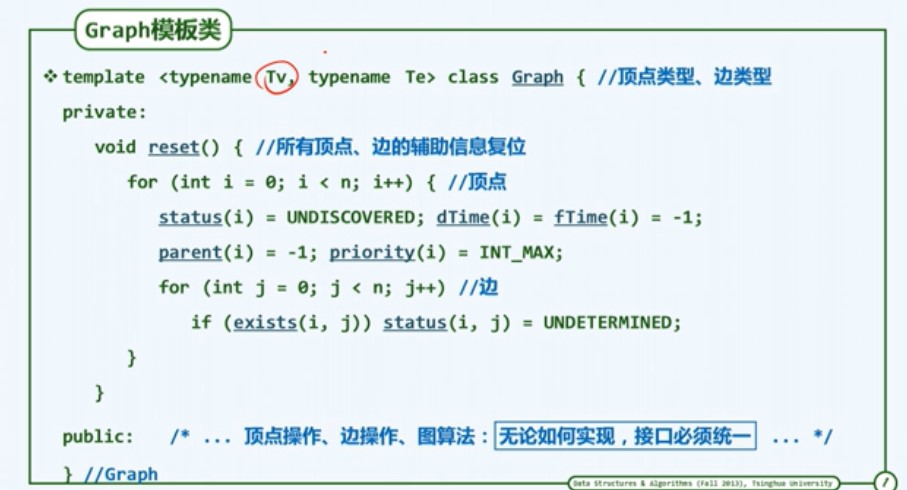 Graph模板类
❖ template <typename Tv, typename Te> class Graph { //顶点类型、边类型
private:
void reset() { //所有顶点、边的辅助信息复位
for (int i = 0; i < n; i++) { //顶点
status(i) = UNDISCOVERED; dTime(i) = fTime(i) = -1;
parent(i) = -1; priority(i) = INT_MAX;
for (int j = 0; j < n; j++) //边
if (exists(i, j)) status(i, j) = UNDETERMINED;
}
}
public: /* ... 顶点操作、边操作、图算法：无论如何实现，接口必须统一 ... */
} //Graph
Data Structures & Algorithms (Fall 2013), Tsinghua University